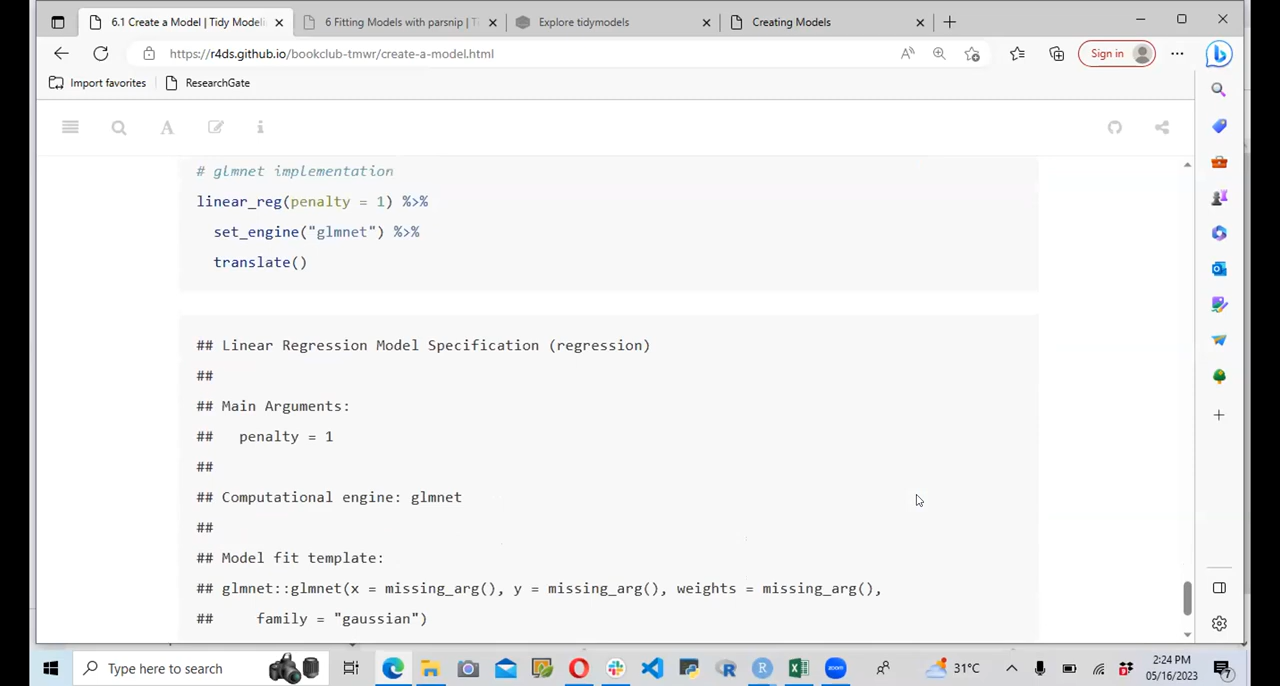 6.1 Create a Model | Tidy Modeli
6 Fitting Models with parsnip | T
Explore tidymodels
Creating Models
https://r4ds.github.io/bookclub-tmwr/create-a-model.html
Sign in
Import favorites
ResearchGate
# glmnet implementation
linear_reg(penalty = 1) %>%
set_engine("glmnet") %>%
translate()
## Linear Regression Model Specification (regression)
##
## Main Arguments:
## penalty = 1
##
## Computational engine: glmnet
##
## Model fit template:
## glmnet::glmnet(x = missing_arg(), y = missing_arg(), weights = missing_arg(),
## family = "gaussian")
Type here to search
31°C
2:24 PM
05/16/2023